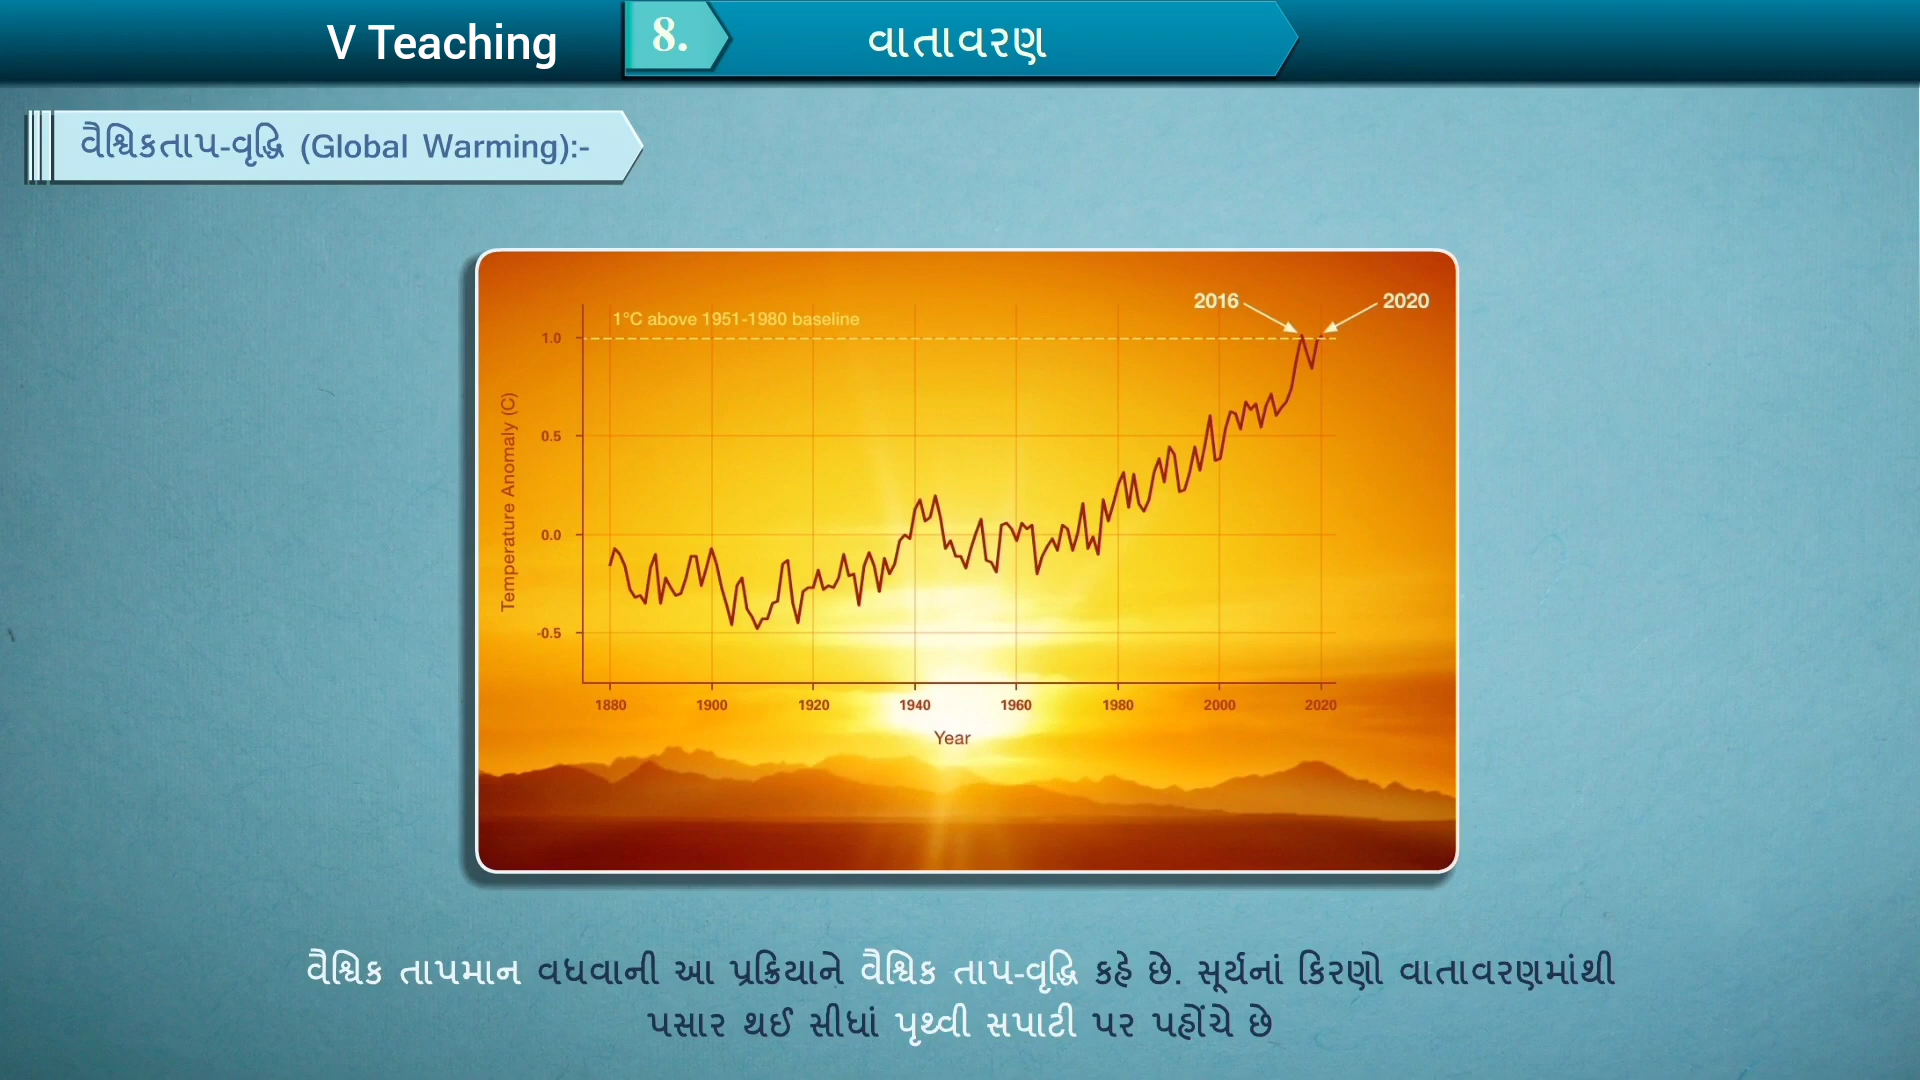 V Teaching
8.
વાતાવરણ
વૈશ્વિકતાપ-વૃદ્ધિ (Global Warming):-
2016
2020
1°C above 1951-1980 baseline
1.0
0.5
0.0
-0.5
Temperature Anomaly (C)
1880 1900 1920 1940 1960 1980 2000 2020
Year
વૈશ્વિક તાપમાન વધવાની આ પ્રક્રિયાને વૈશ્વિક તાપ-વૃદ્ધિ કહે છે. સૂર્યનાં કિરણો વાતાવરણમાંથી
પસાર થઈ સીધાં પૃથ્વી સપાટી પર પહોંચે છે